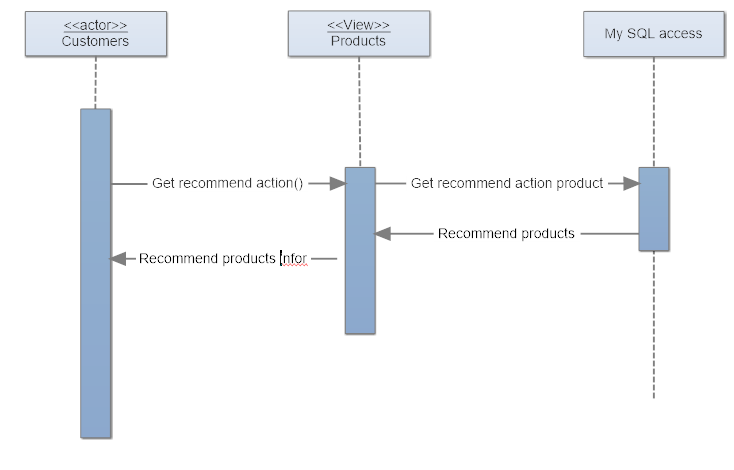 <<actor>>
Customers
<<View>>
Products
My SQL access
Get recommend action()
Get recommend action product
Recommend products
Recommend products Infor